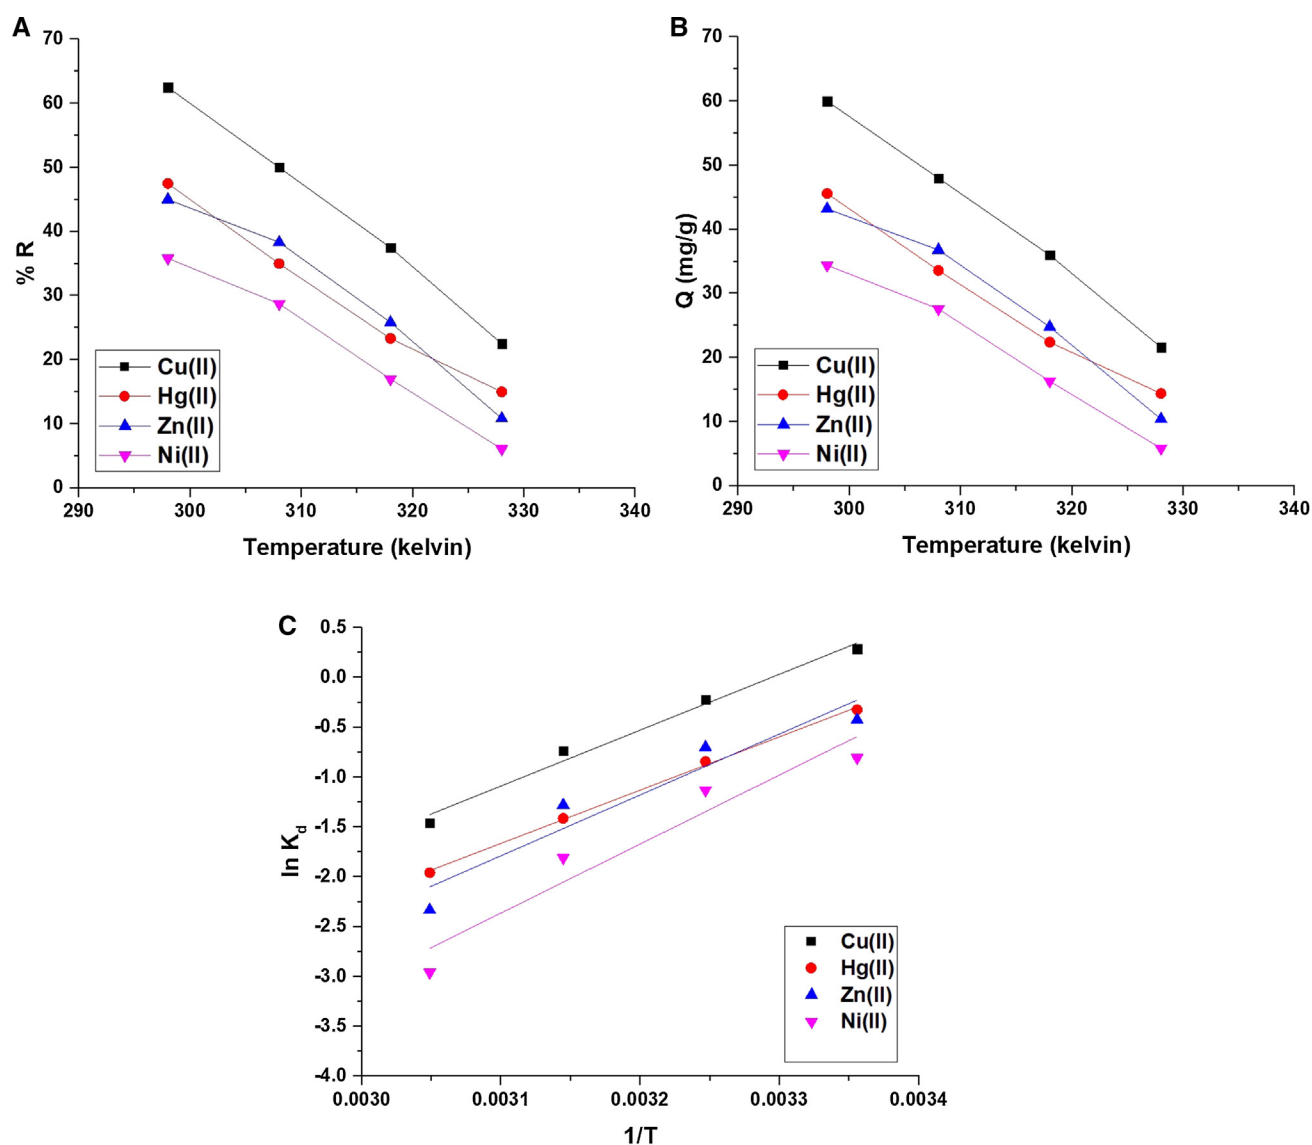 A
70
60
50
40
30
20
10
0
% R
Cu(II)
Hg(II)
Zn(II)
Ni(II)
290 300 310 320 330 340
Temperature (kelvin)
B
70
60
50
40
30
20
10
0
Q (mg/g)
Cu(II)
Hg(II)
Zn(II)
Ni(II)
290 300 310 320 330 340
Temperature (kelvin)
C
0.5
0.0
-0.5
-1.0
-1.5
-2.0
-2.5
-3.0
-3.5
-4.0
ln K_d
Cu(II)
Hg(II)
Zn(II)
Ni(II)
0.0030 0.0031 0.0032 0.0033 0.0034
1/T